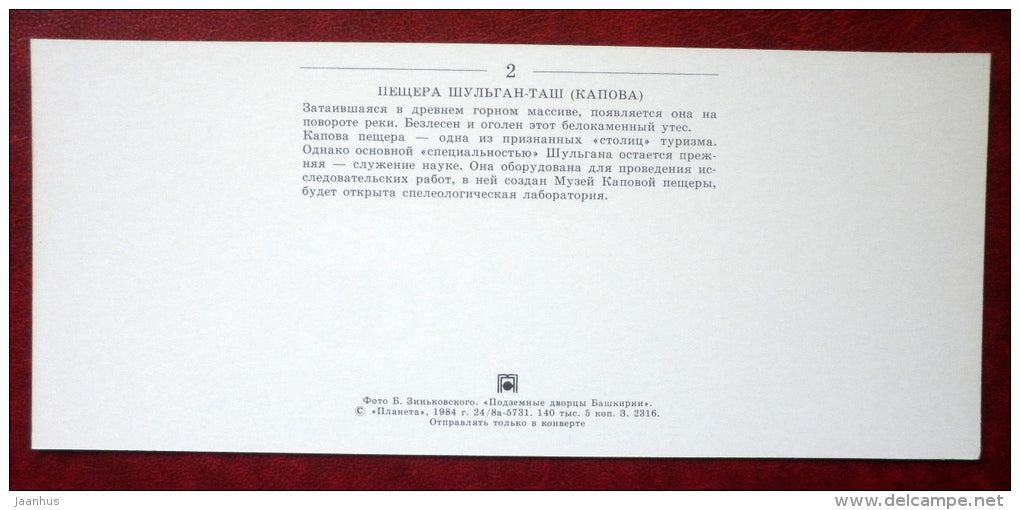 2
ПЕЩЕРА ШУЛЬГАН-ТАШ (КАПОВА)
Затаившаяся в древнем горном массиве, появляется она на
повороте реки. Безлесен и оголен этот белокаменный утес.
Капова пещера — одна из признанных «столиц» туризма.
Однако основной «специальностью» Шульгана остается преж-
няя — служение науке. Она оборудована для проведения ис-
следовательских работ, в ней создан Музей Каповой пещеры,
будет открыта спелеологическая лаборатория.
Фото Б. Зиньковского. «Подземные дворцы Башкирии».
© «Планета», 1984 г. 24/8а-5731. 140 тыс. 5 коп. З. 2316.
Отправлять только в конверте
jaanhus
delcampe.net